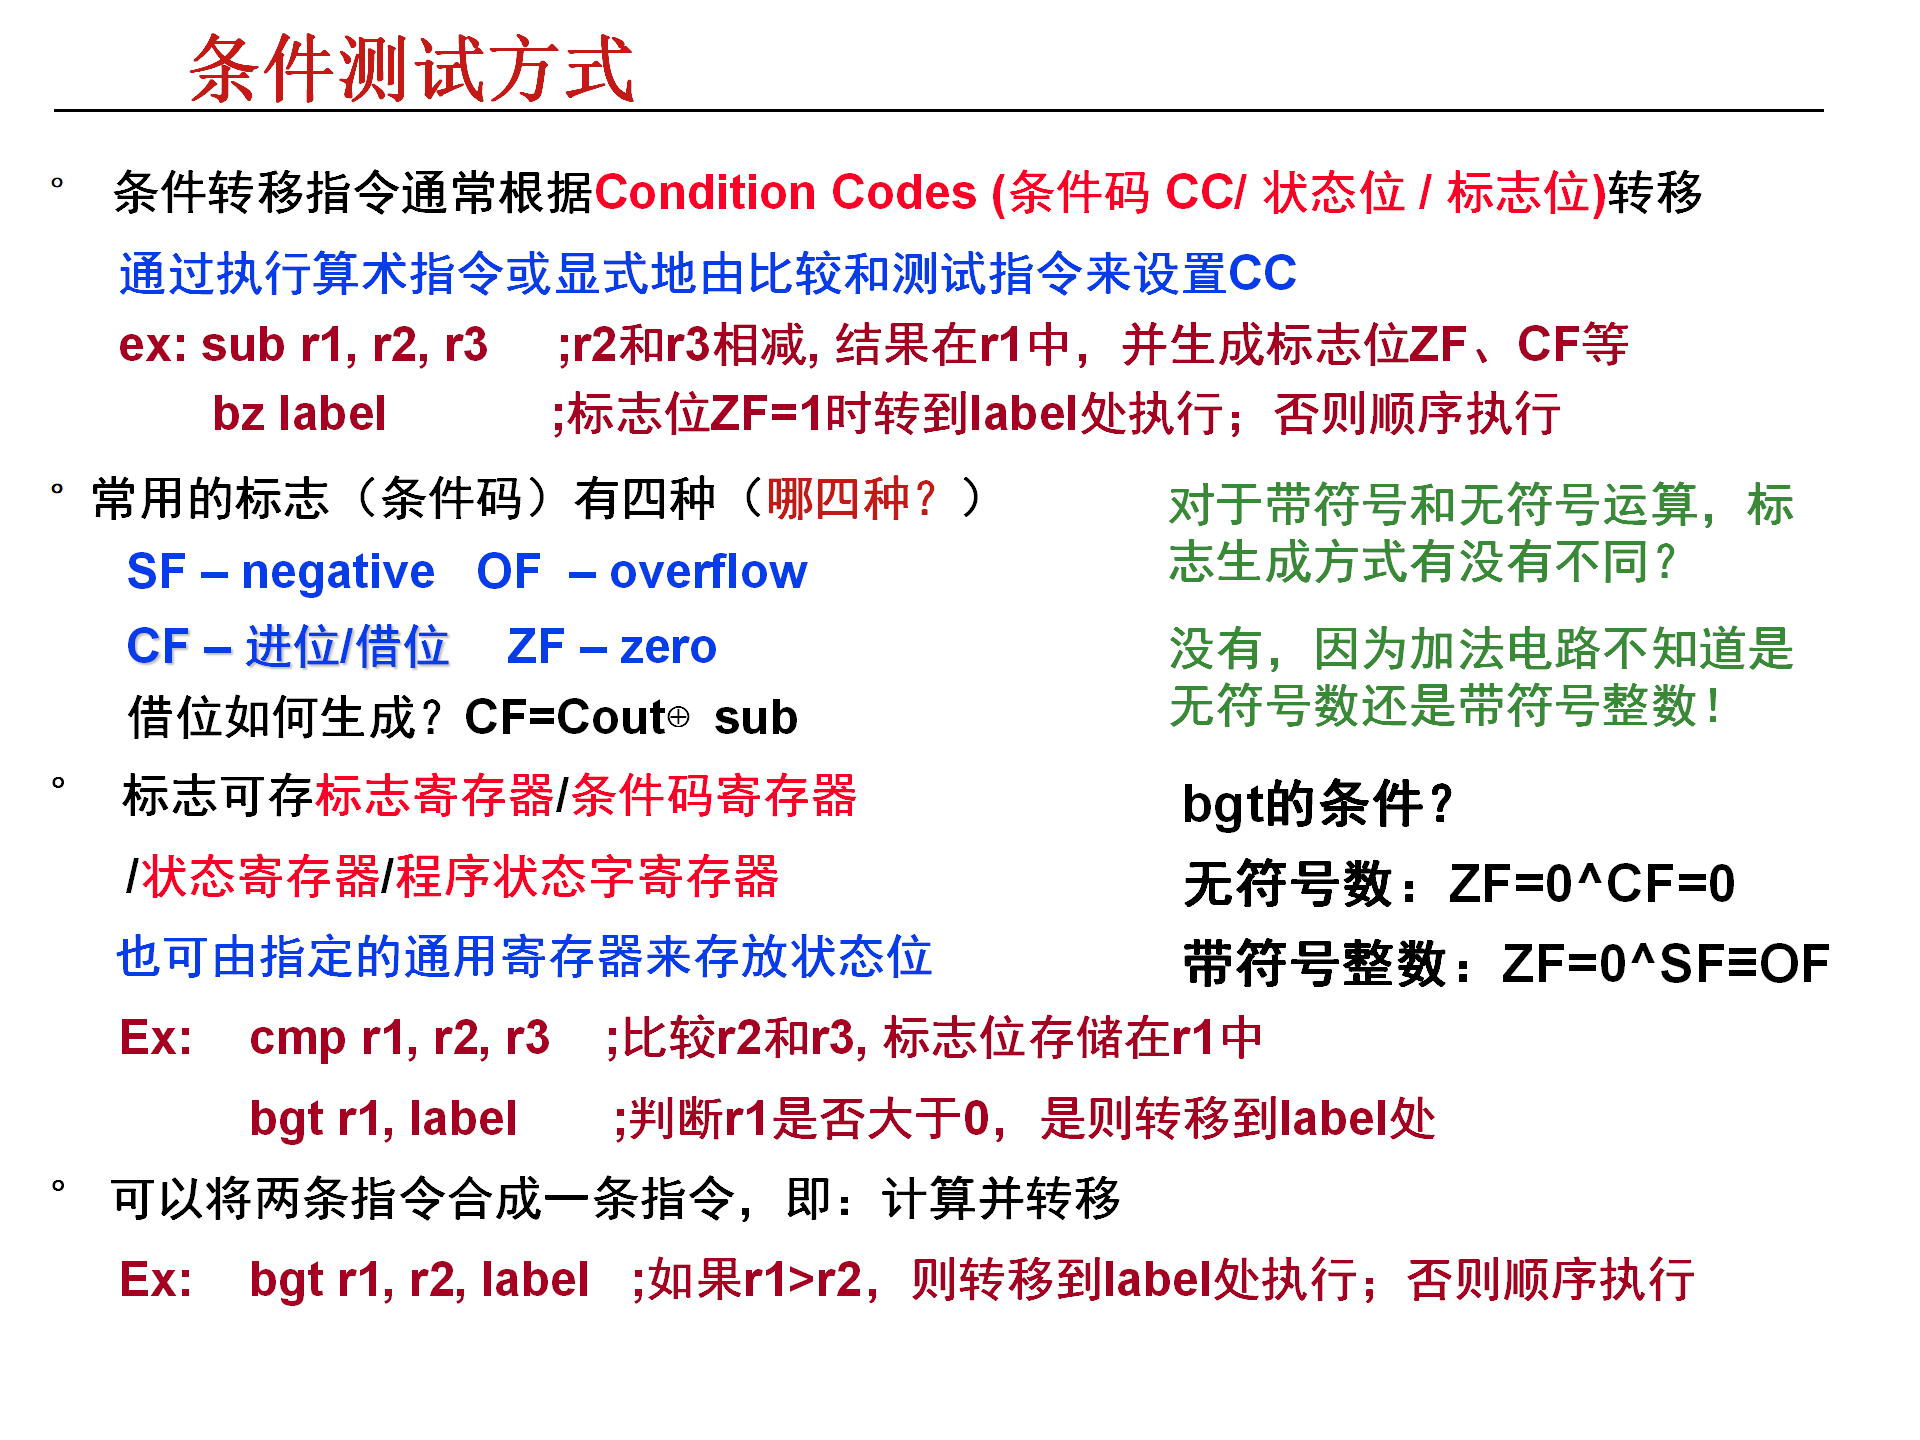 条件测试方式
° 条件转移指令通常根据Condition Codes (条件码 CC/ 状态位 / 标志位)转移
通过执行算术指令或显式地由比较和测试指令来设置CC
ex: sub r1, r2, r3 ;r2和r3相减, 结果在r1中，并生成标志位ZF、CF等
bz label ;标志位ZF=1时转到label处执行；否则顺序执行
° 常用的标志（条件码）有四种（哪四种？）
SF – negative OF – overflow
CF – 进位/借位 ZF – zero
借位如何生成？CF=Cout⊕ sub
对于带符号和无符号运算，标
志生成方式有没有不同？
没有，因为加法电路不知道是
无符号数还是带符号整数！
° 标志可存标志寄存器/条件码寄存器
/状态寄存器/程序状态字寄存器
也可由指定的通用寄存器来存放状态位
bgt的条件？
无符号数：ZF=0^CF=0
带符号整数：ZF=0^SF≡OF
Ex: cmp r1, r2, r3 ;比较r2和r3, 标志位存储在r1中
bgt r1, label ;判断r1是否大于0，是则转移到label处
° 可以将两条指令合成一条指令，即：计算并转移
Ex: bgt r1, r2, label ;如果r1>r2，则转移到label处执行；否则顺序执行